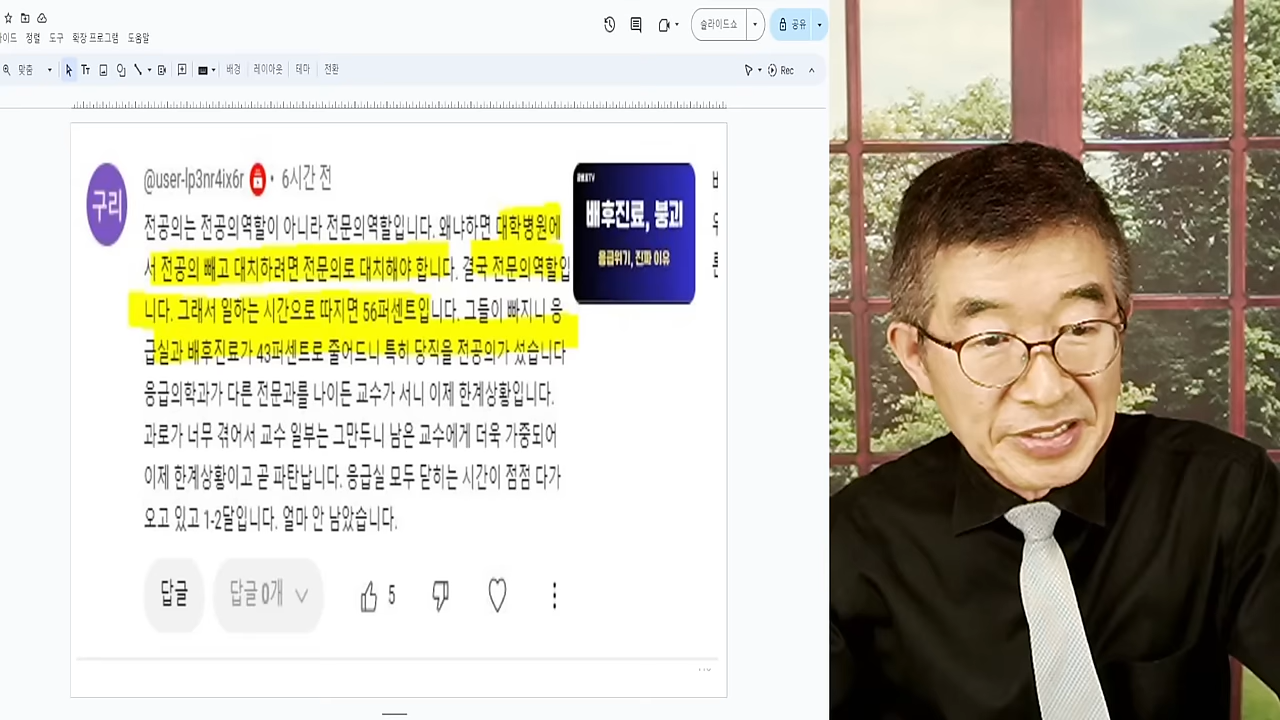 슬라이드쇼
공유
이드 정렬 도구 확장 프로그램 도움말
맞춤
배경 레이아웃 테마 전환
Rec
구리
@user-lp3nr4ix6r · 6시간 전
전공의는 전공의역할이 아니라 전문의역할입니다. 왜냐하면 대학병원에
서 전공의 빼고 대치하려면 전문의로 대치해야 합니다. 결국 전문의역할입
니다. 그래서 일하는 시간으로 따지면 56퍼센트입니다. 그들이 빠지니 응
급실과 배후진료가 43퍼센트로 줄어드니 특히 당직을 전공의가 섰습니다
응급의학과가 다른 전문과를 나이든 교수가 서니 이제 한계상황입니다.
과로가 너무 겪어서 교수 일부는 그만두니 남은 교수에게 더욱 가중되어
이제 한계상황이고 곧 파탄납니다. 응급실 모두 닫히는 시간이 점점 다가
오고 있고 1-2달입니다. 얼마 안 남았습니다.
배후진료, 붕괴
응급위기, 진짜 이유
답글
답글 0개
5